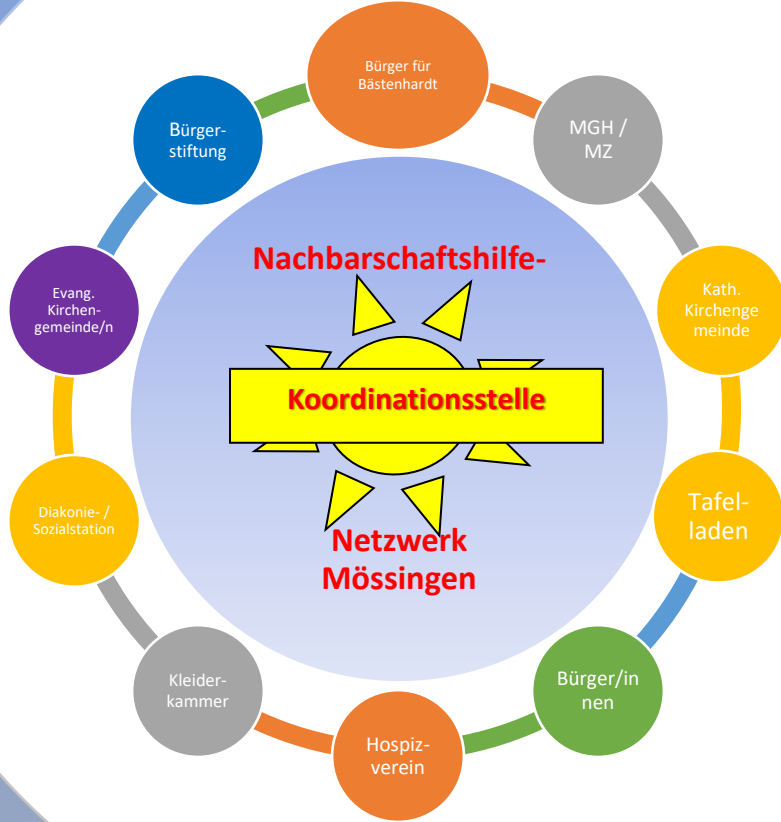 Bürger für
Bästenhardt
MGH /
MZ
Kath.
Kirchenge
meinde
Tafel-
laden
Bürger/in
nen
Hospiz-
verein
Kleider-
kammer
Diakonie- /
Sozialstation
Evang.
Kirchen-
gemeinde/n
Bürger-
stiftung
Nachbarschaftshilfe-
Koordinationsstelle
Netzwerk
Mössingen